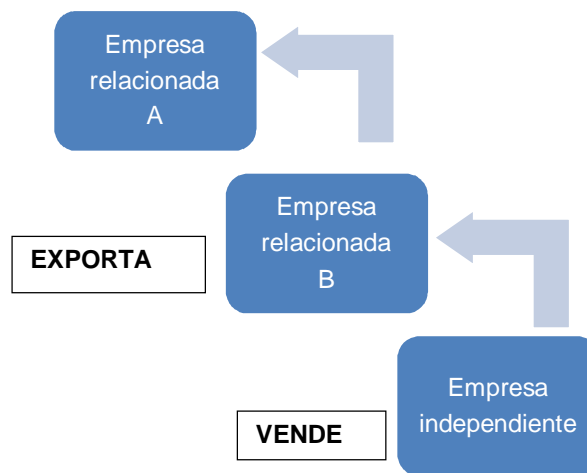 Empresa
relacionada
A
Empresa
relacionada
B
EXPORTA
Empresa
independiente
VENDE